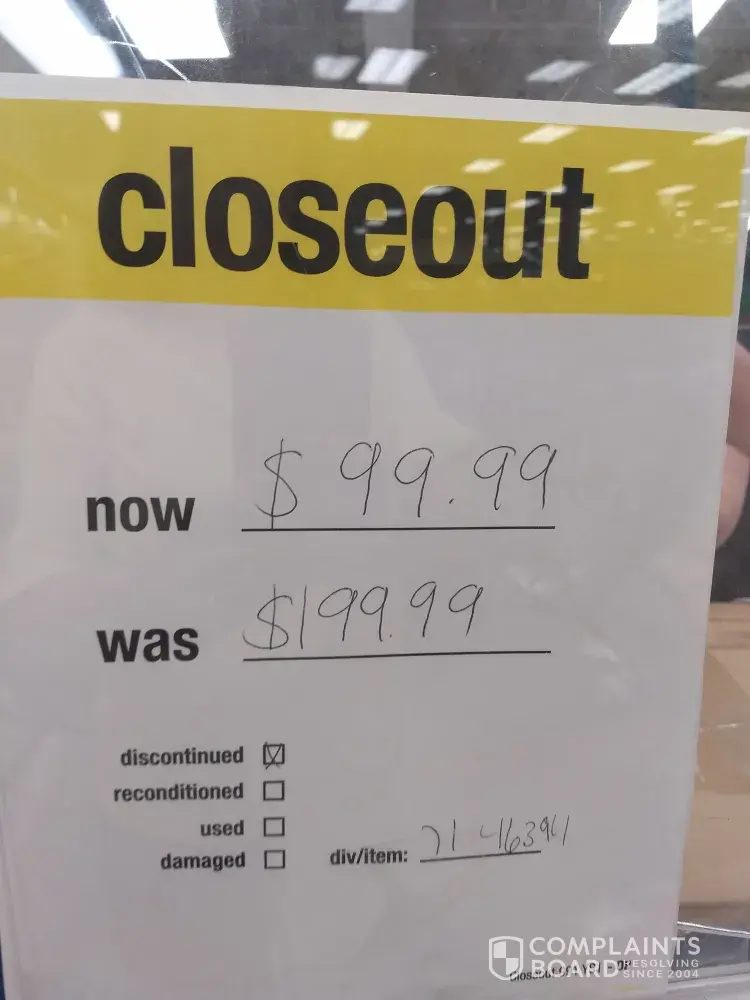 closeout
now $99.99
was $199.99
discontinued
reconditioned
used
damaged div/item: 71 463961
COMPLAINTS
BOARD RESOLVING
SINCE 2004